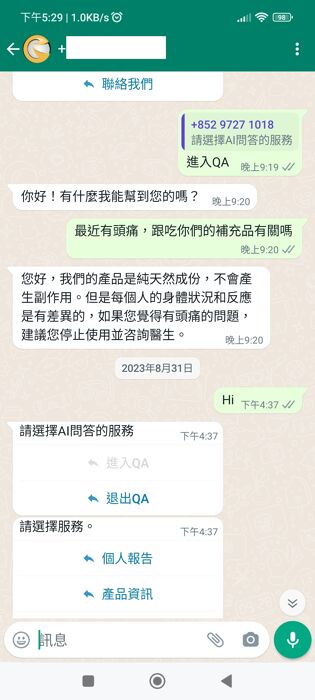 下午5:29 | 1.0KB/s
98
+
聯絡我們
+852 9727 1018
請選擇AI問答的服務
進入QA
晚上9:19
你好！有什麼我能幫到您的嗎？
晚上9:20
最近有頭痛，跟吃你們的補充品有關嗎
晚上9:20
您好，我們的產品是純天然成份，不會產
生副作用。但是每個人的身體狀況和反應
是有差異的，如果您覺得有頭痛的問題，
建議您停止使用並咨詢醫生。
晚上9:20
2023年8月31日
Hi
下午4:37
請選擇AI問答的服務
下午4:37
進入QA
退出QA
請選擇服務。
下午4:37
個人報告
產品資訊
訊息